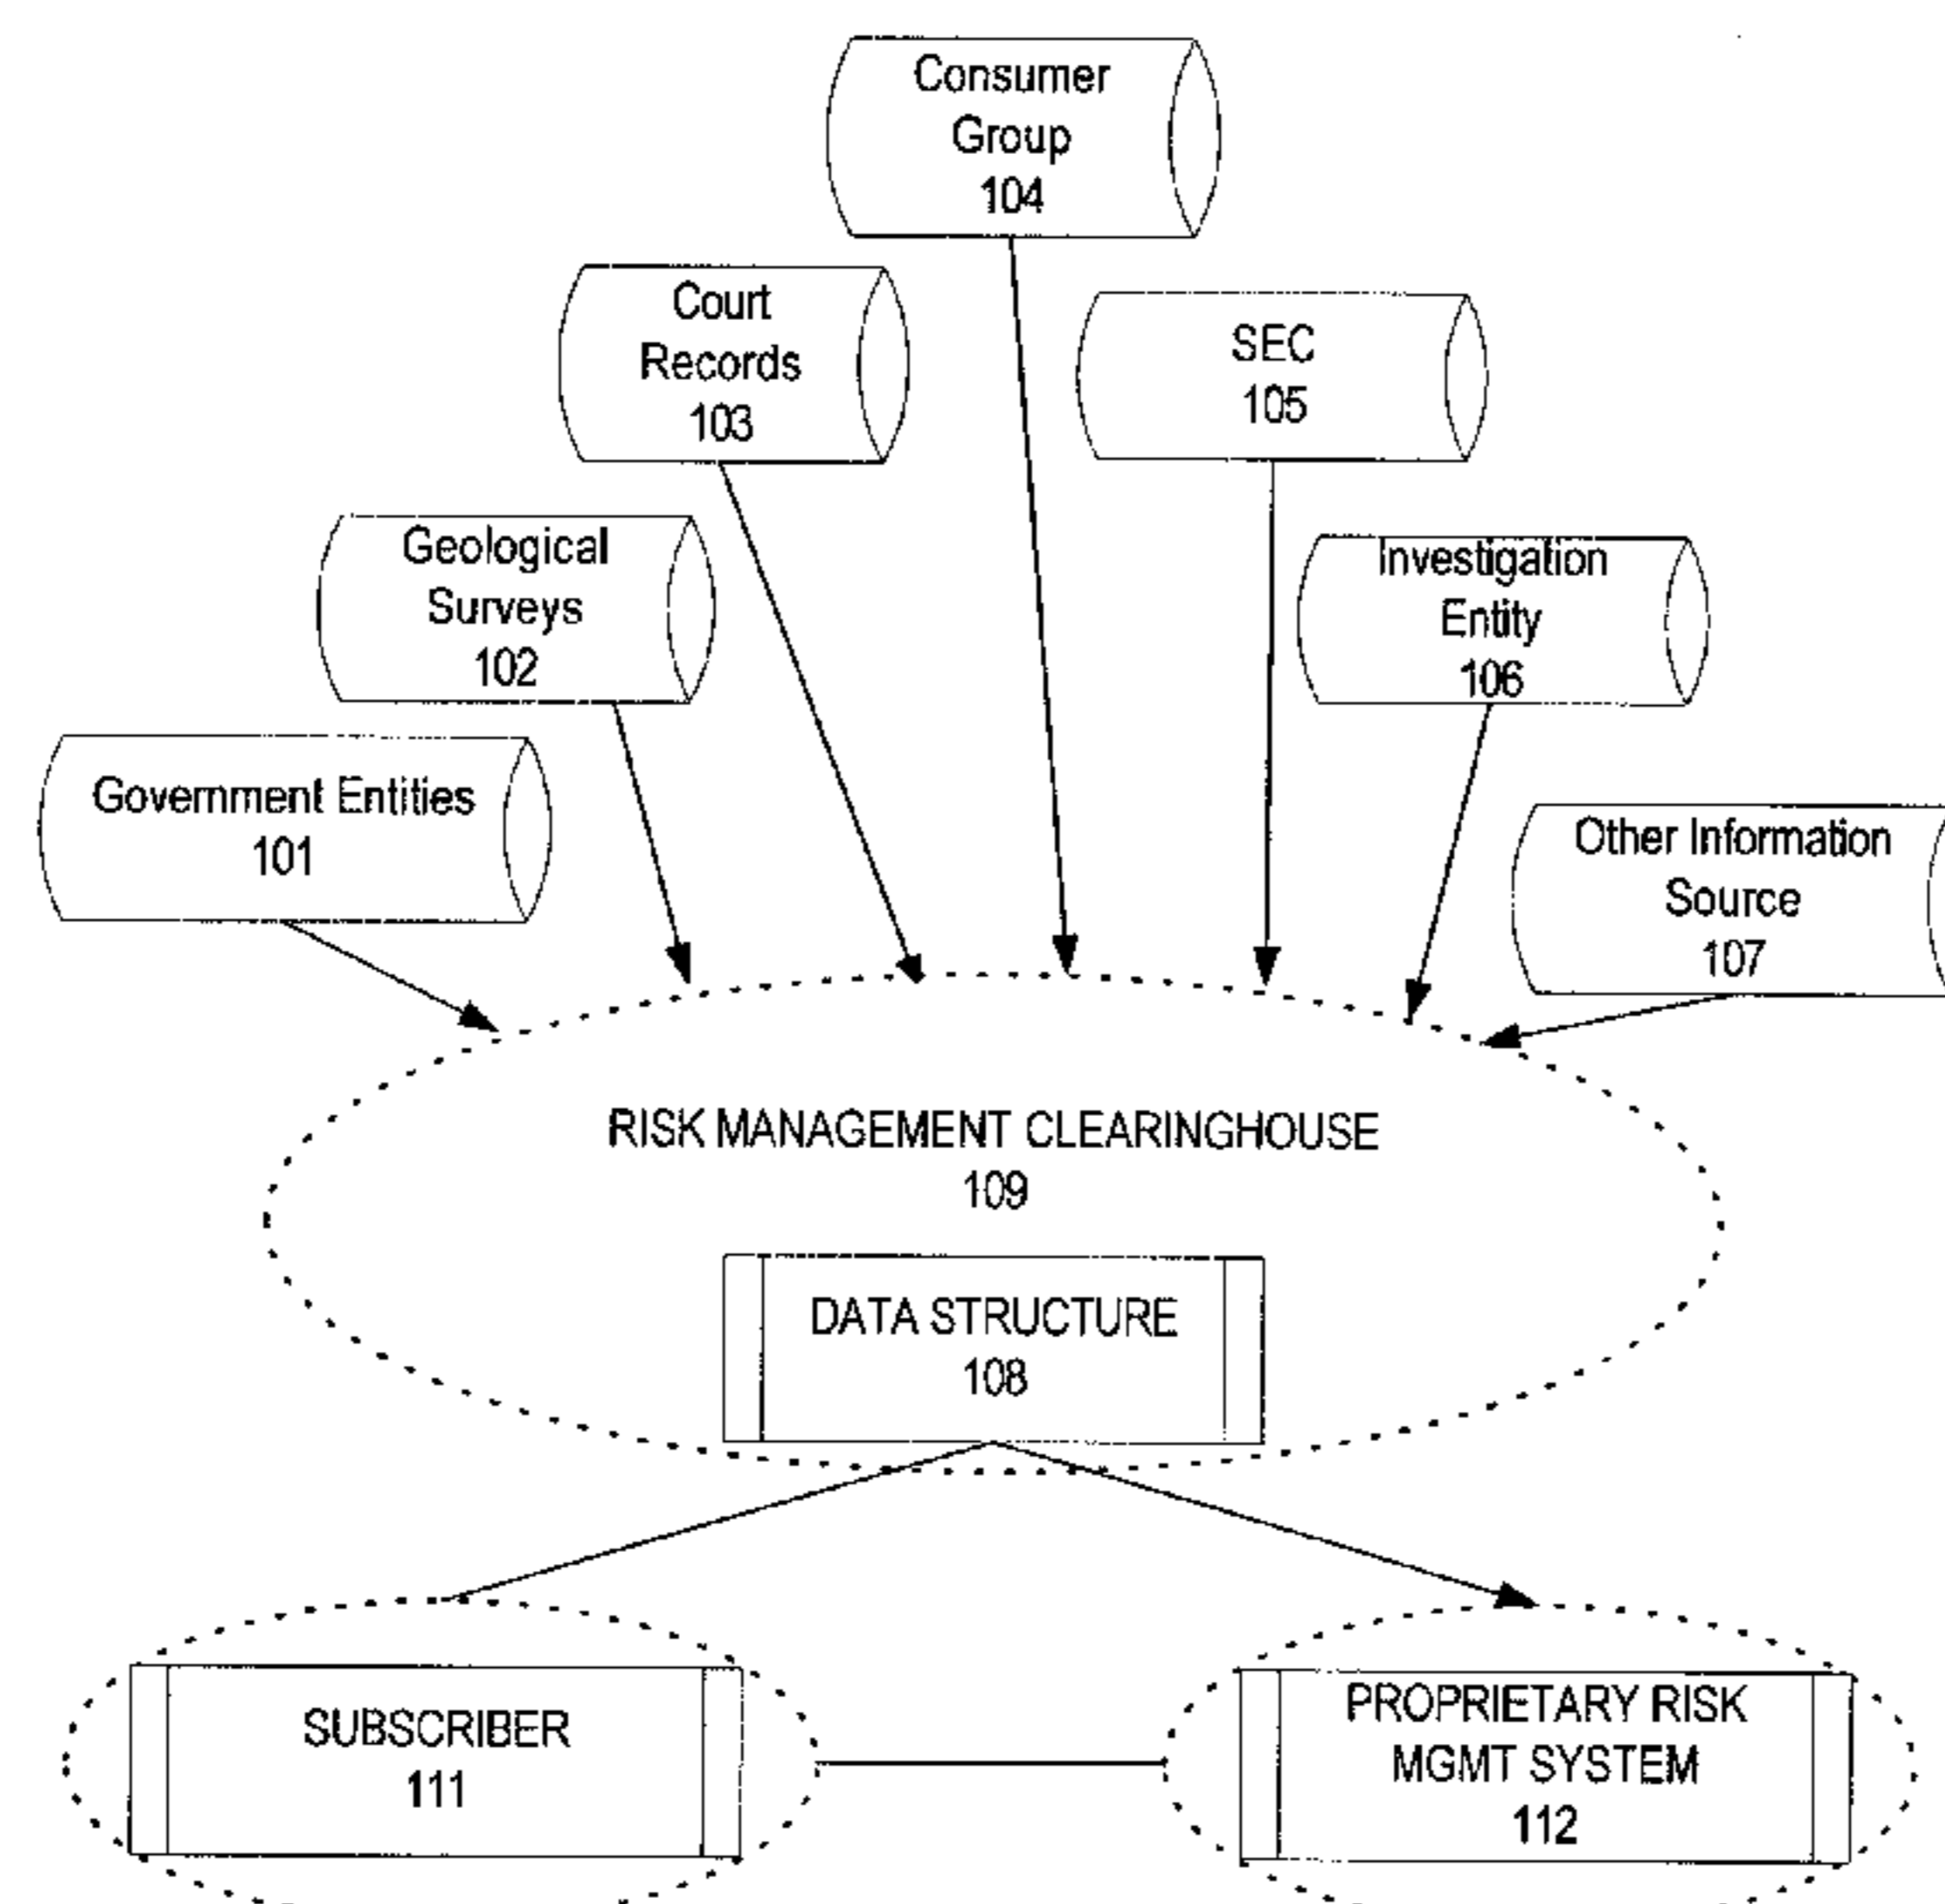 Consumer
Group
104
Court
Records
103
SEC
105
Geological
Surveys
102
Investigation
Entity
106
Government Entities
101
Other Information
Source
107
RISK MANAGEMENT CLEARINGHOUSE
109
DATA STRUCTURE
108
SUBSCRIBER
111
PROPRIETARY RISK
MGMT SYSTEM
112